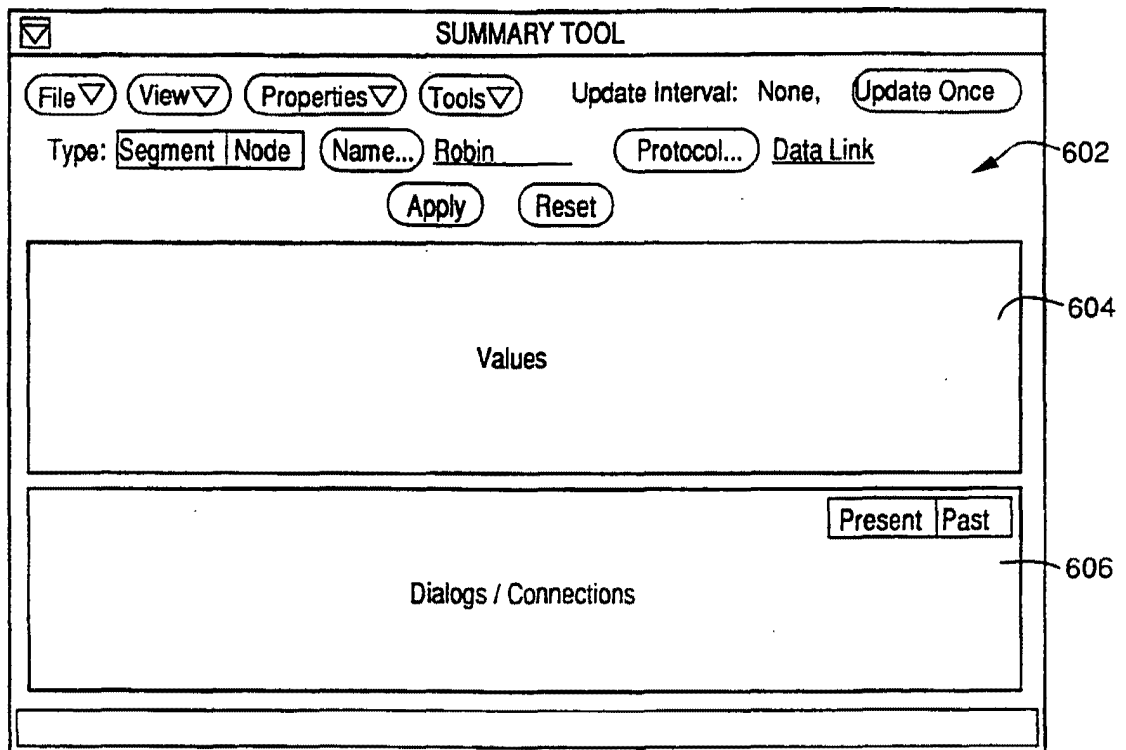 SUMMARY TOOL
File View Properties Tools Update Interval: None, Update Once
Type: Segment Node Name... Robin Protocol... Data Link
602
Apply Reset
604
Values
Present Past
606
Dialogs / Connections